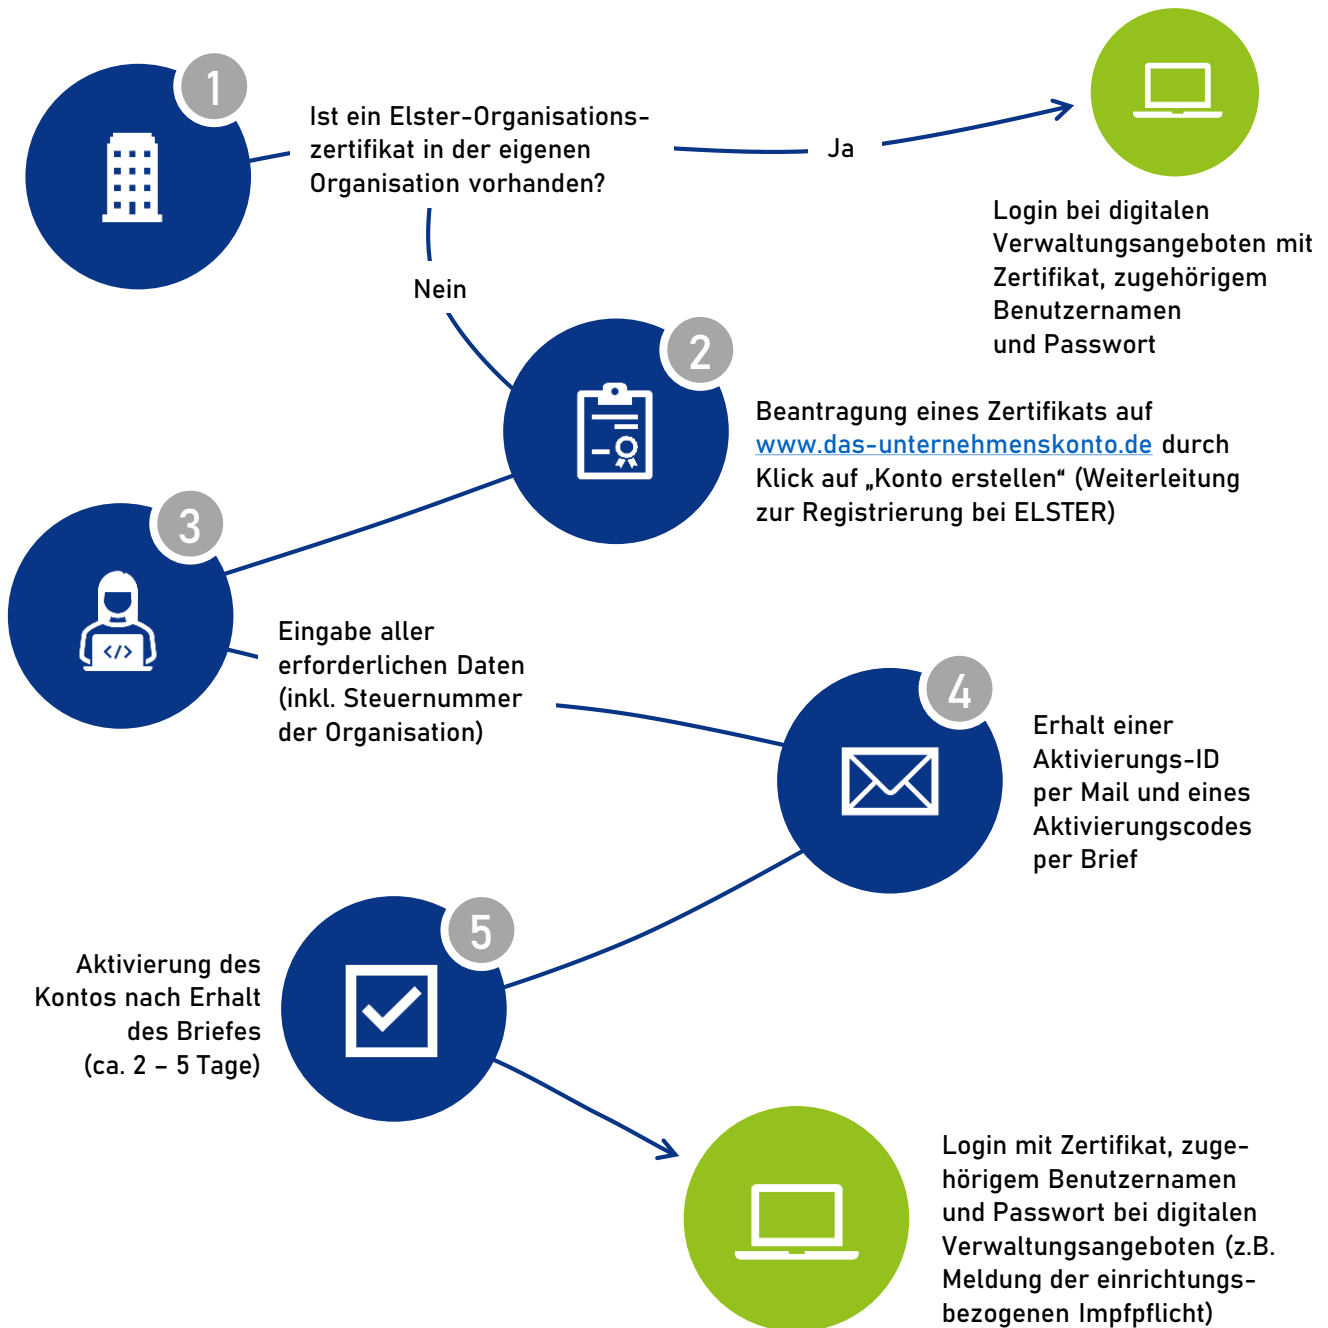 1
Ist ein Elster-Organisations-
zertifikat in der eigenen
Organisation vorhanden?
Ja
Login bei digitalen
Verwaltungsangeboten mit
Zertifikat, zugehörigem
Benutzernamen
und Passwort
Nein
2
Beantragung eines Zertifikats auf
www.das-unternehmenskonto.de durch
Klick auf „Konto erstellen“ (Weiterleitung
zur Registrierung bei ELSTER)
3
</>
Eingabe aller
erforderlichen Daten
(inkl. Steuernummer
der Organisation)
4
Erhalt einer
Aktivierungs-ID
per Mail und eines
Aktivierungscodes
per Brief
5
Aktivierung des
Kontos nach Erhalt
des Briefes
(ca. 2 – 5 Tage)
Login mit Zertifikat, zuge-
hörigem Benutzernamen
und Passwort bei digitalen
Verwaltungsangeboten (z.B.
Meldung der einrichtungs-
bezogenen Impfpflicht)